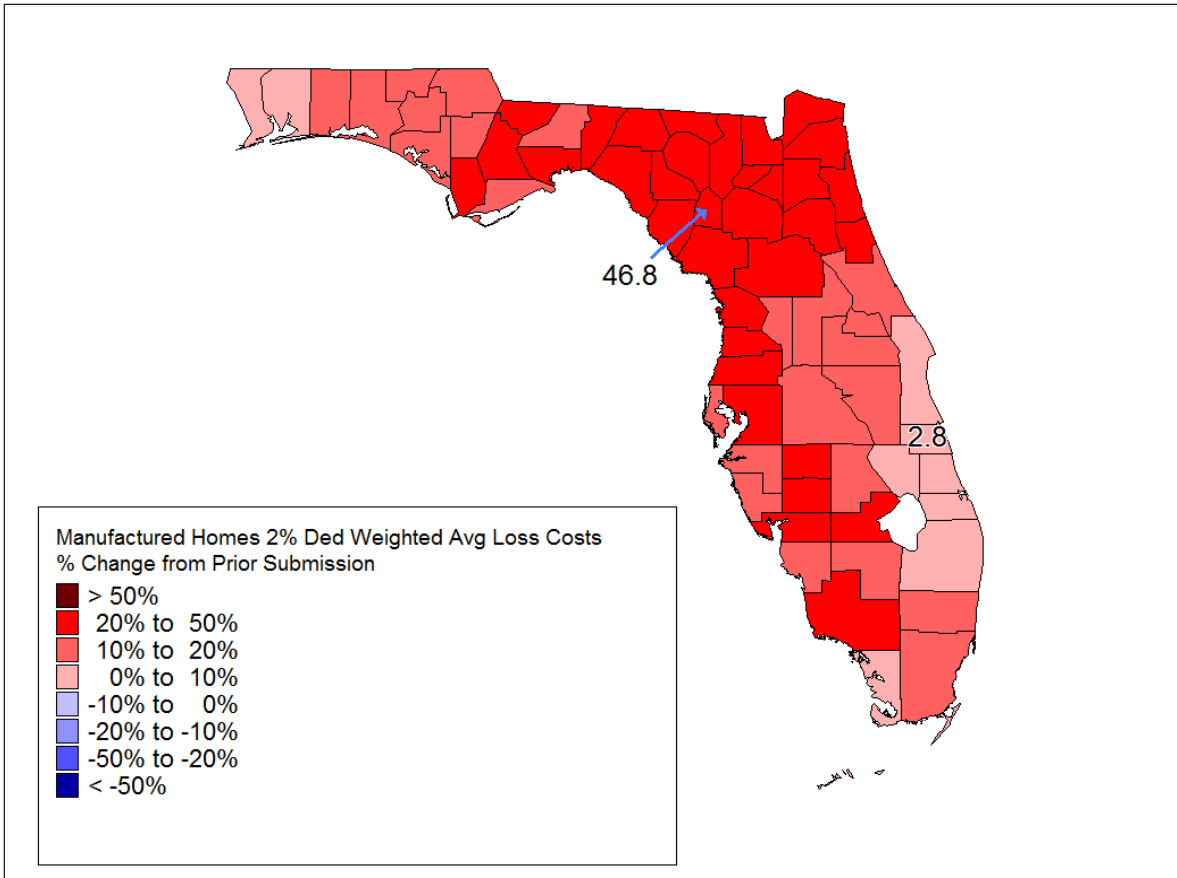 46.8
2.8
Manufactured Homes 2% Ded Weighted Avg Loss Costs
% Change from Prior Submission
> 50%
20% to 50%
10% to 20%
0% to 10%
-10% to 0%
-20% to -10%
-50% to -20%
< -50%